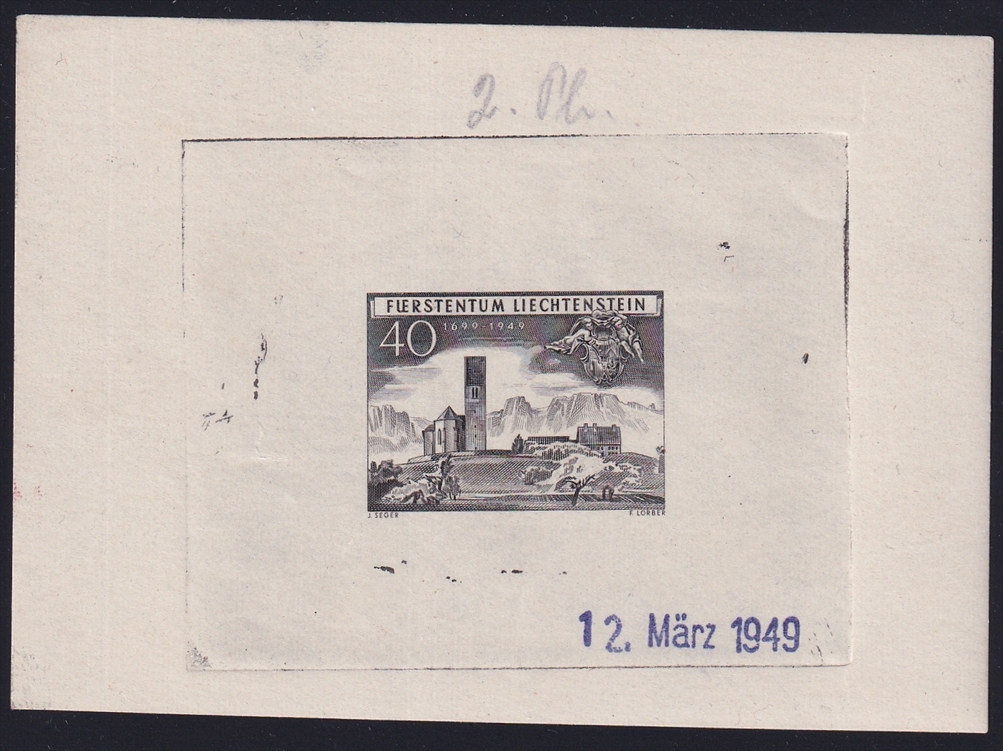 2. Ph.
FÜRSTENTUM LIECHTENSTEIN
40 1699-1949
J. SEGER F. LORBER
12. März 1949